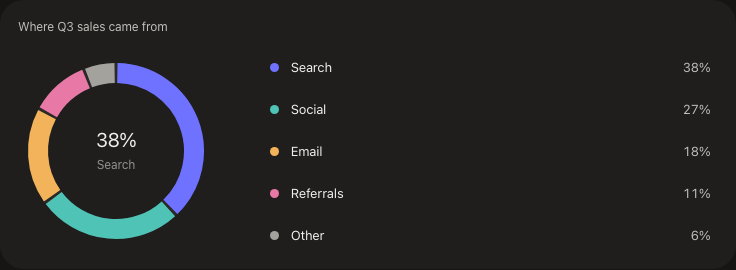 Where Q3 sales came from
38%
Search
Search 38%
Social 27%
Email 18%
Referrals 11%
Other 6%